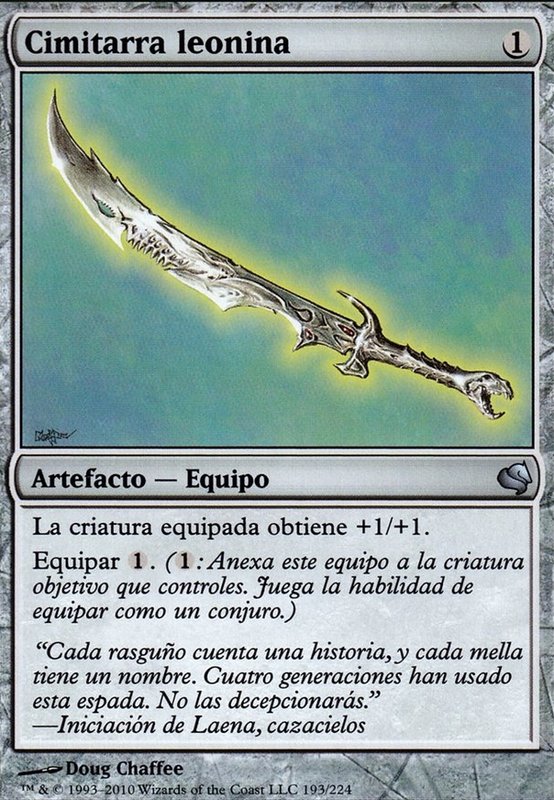 Cimitarra leonina 1
Artefacto — Equipo
La criatura equipada obtiene +1/+1.
Equipar 1. (1: Anexa este equipo a la criatura
objetivo que controles. Juega la habilidad de
equipar como un conjuro.)
“Cada rasguño cuenta una historia, y cada mella
tiene un nombre. Cuatro generaciones han usado
esta espada. No las decepcionarás.”
—Iniciación de Laena, cazacielos
Doug Chaffee
™ & © 1993–2010 Wizards of the Coast LLC 193/224